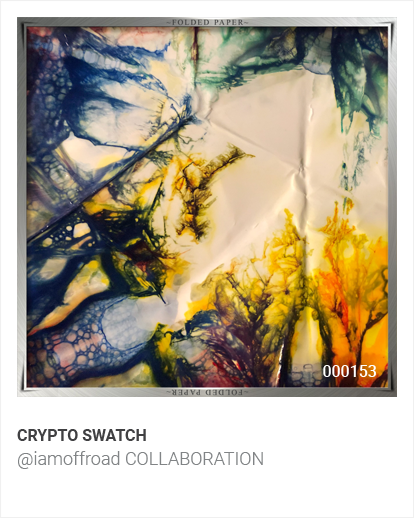 ~FOLDED PAPER~
000153
~FOLDED PAPER~
CRYPTO SWATCH
@iamoffroad COLLABORATION